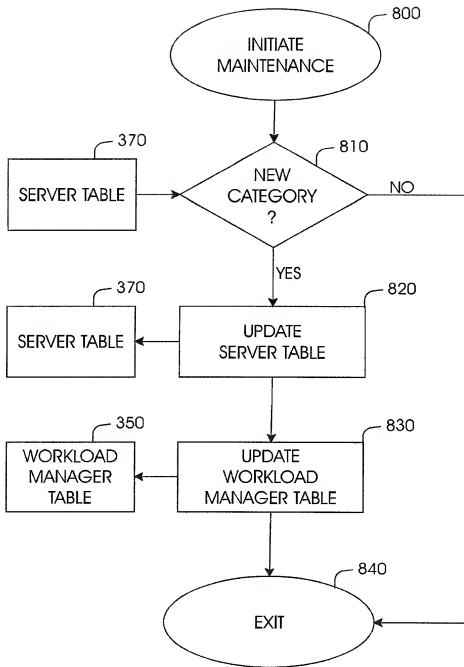 800
INITIATE
MAINTENANCE
370
810
SERVER TABLE
NEW
CATEGORY
?
NO
YES
370
820
SERVER TABLE
UPDATE
SERVER TABLE
350
830
WORKLOAD
MANAGER
TABLE
UPDATE
WORKLOAD
MANAGER TABLE
840
EXIT